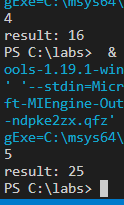 gExe=C:\msys64\
4
result: 16
PS C:\labs>  &
ools-1.19.1-win
' '--stdin=Micr
ft-MIEngine-Out
-ndpke2zx.qfz'
gExe=C:\msys64\
5
result: 25
PS C:\labs>